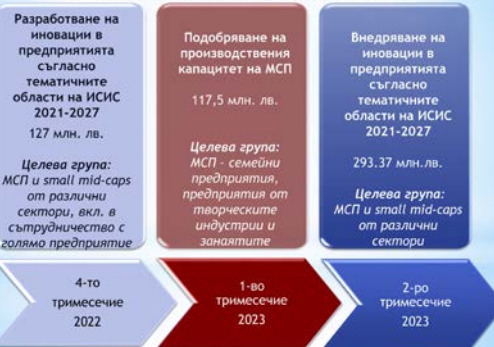 Разработване на
иновации в
предприятията
съгласно
тематичните
области на ИСИС
2021-2027
127 млн. лв.
Целева група:
МСП и small mid-caps
от различни
сектори, вкл. в
сътрудничество с
голямо предприятие
Подобряване на
производствения
капацитет на МСП
117,5 млн. лв.
Целева група:
МСП - семейни
предприятия,
предприятия от
творческите
индустрии и
занаятите
Внедряване на
иновации в
предприятията
съгласно
тематичните
области на ИСИС
2021-2027
293.37 млн.лв.
Целева група:
МСП и small mid-caps
от различни
сектори
4-то
тримесечие
2022
1-во
тримесечие
2023
2-ро
тримесечие
2023